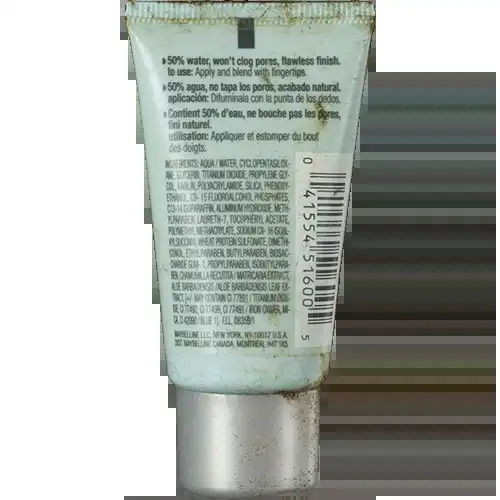 ▸50% water, won't clog pores, flawless finish.
to use: Apply and blend with fingertips.
▸50% agua, no tapa los poros, acabado natural.
aplicación: Difumínala con la punta de los dedos.
▸Contient 50% d'eau, ne bouche pas les pores,
fini naturel.
utilisation: Appliquer et estomper du bout
des doigts.
INGREDIENTS: AQUA / WATER, CYCLOPENTASILOX-
ANE, GLYCERIN, TITANIUM DIOXIDE, PROPYLENE GLY-
COL, KAOLIN, POLYACRYLAMIDE, SILICA, PHENOXY-
ETHANOL, C9- 15 FLUOROALCOHOL PHOSPHATES,
C13-14 ISOPARAFFIN, ALUMINUM HYDROXIDE, METH-
YLPARABEN, LAURETH-7, TOCOPHERYL ACETATE,
POLYMETHYL METHACRYLATE, SODIUM
WHEAT PROTEIN SULFONATE, DIMETHI-
CONOL, ETHYLPARABEN, BUTYLPARABEN, BIOSAC-
CHARIDE GUM- 1, PROPYLPARABEN, ISOBUTYLPARA-
BEN, CHAMOMILLA RECUTITA / MATRICARIA EXTRACT,
ALOE BARBADENSIS /ALOE BARBADENSIS LEAF EX-
TRACT, [+/- MAY CONTAIN CI 77891 / TITANIUM DIOX-
IDE, CI 77492, CI 77499, CI 77491 / IRON OXIDES, MI-
CA, CI 42090 / BLUE 1]. F.I.L. D8359/1
MAYBELLINE LLC, NEW YORK, NY-10017 U.S.A.
DIST. MAYBELLINE CANADA, MONTRÉAL H4T 1K5
0 41554 51600 5